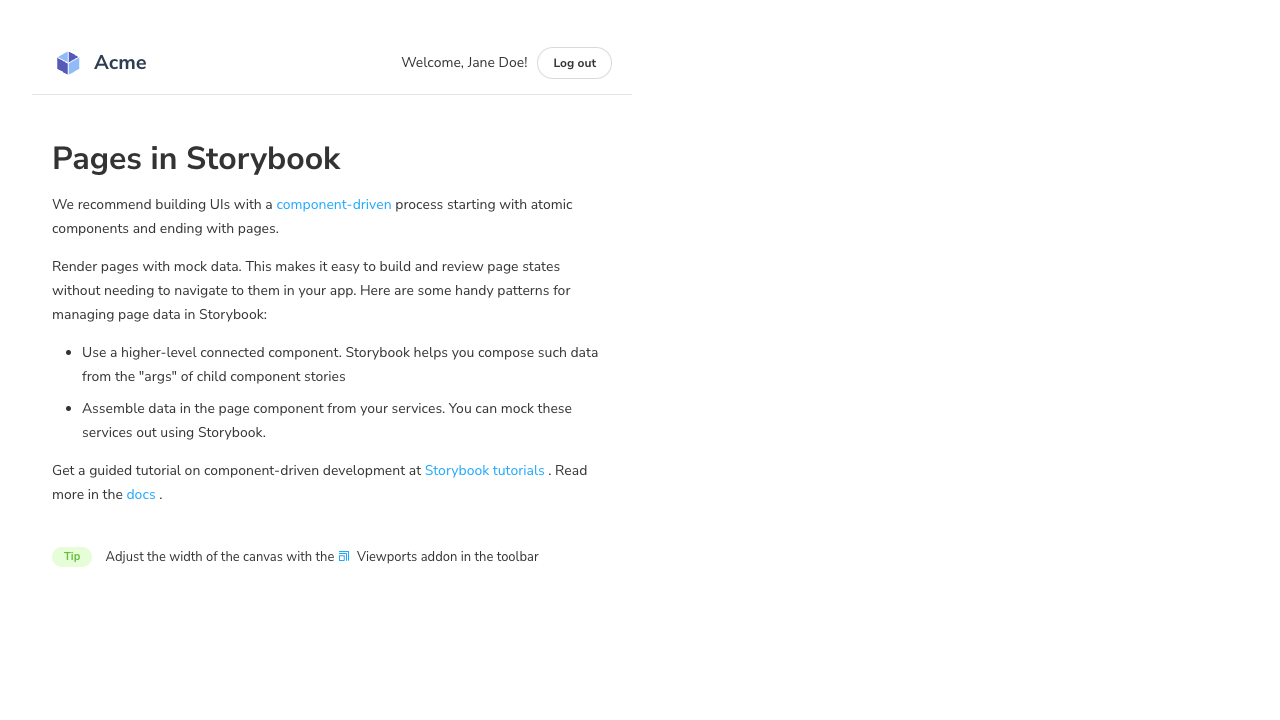 Acme
Welcome, Jane Doe!
Log out
Pages in Storybook
We recommend building UIs with a component-driven process starting with atomic
components and ending with pages.
Render pages with mock data. This makes it easy to build and review page states
without needing to navigate to them in your app. Here are some handy patterns for
managing page data in Storybook:
Use a higher-level connected component. Storybook helps you compose such data
from the "args" of child component stories
Assemble data in the page component from your services. You can mock these
services out using Storybook.
Get a guided tutorial on component-driven development at Storybook tutorials . Read
more in the docs .
Tip Adjust the width of the canvas with the Viewports addon in the toolbar